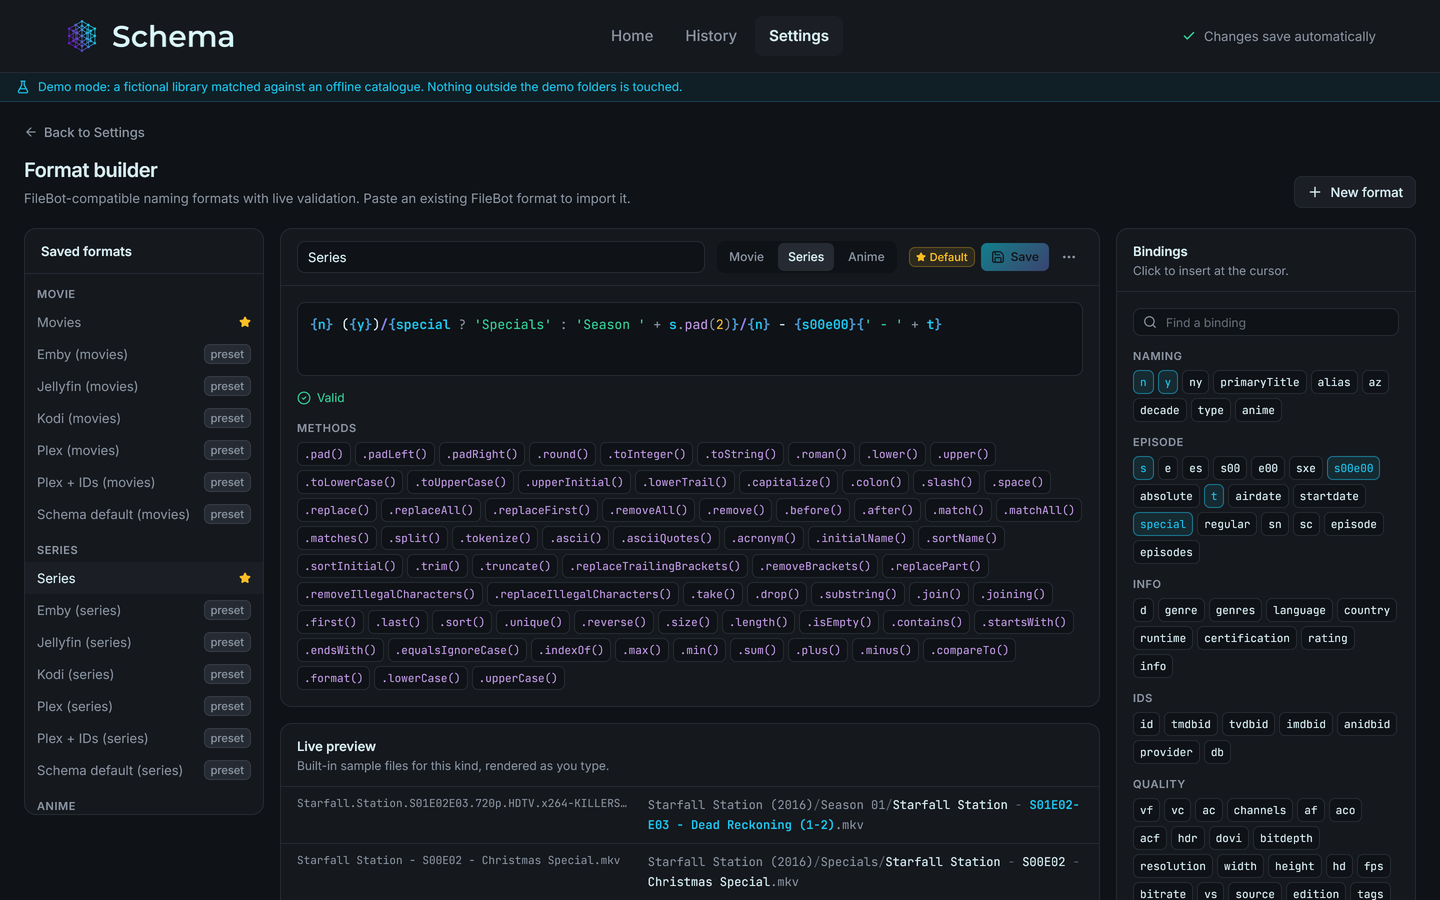 Schema
Home History Settings
Changes save automatically
Demo mode: a fictional library matched against an offline catalogue. Nothing outside the demo folders is touched.
Back to Settings
Format builder
FileBot-compatible naming formats with live validation. Paste an existing FileBot format to import it.
New format
Saved formats
MOVIE
Movies
Emby (movies) preset
Jellyfin (movies) preset
Kodi (movies) preset
Plex (movies) preset
Plex + IDs (movies) preset
Schema default (movies) preset
SERIES
Series
Emby (series) preset
Jellyfin (series) preset
Kodi (series) preset
Plex (series) preset
Plex + IDs (series) preset
Schema default (series) preset
ANIME
Series Movie Series Anime Default Save
{n} ({y})/{special ? 'Specials' : 'Season ' + s.pad(2)}/{n} - {s00e00}{' - ' + t}
Valid
METHODS
.pad() .padLeft() .padRight() .round() .toInteger() .toString() .roman() .lower() .upper()
.toLowerCase() .toUpperCase() .upperInitial() .lowerTrail() .capitalize() .colon() .slash() .space()
.replace() .replaceAll() .replaceFirst() .removeAll() .remove() .before() .after() .match() .matchAll()
.matches() .split() .tokenize() .ascii() .asciiQuotes() .acronym() .initialName() .sortName()
.sortInitial() .trim() .truncate() .replaceTrailingBrackets() .removeBrackets() .replacePart()
.removeIllegalCharacters() .replaceIllegalCharacters() .take() .drop() .substring() .join() .joining()
.first() .last() .sort() .unique() .reverse() .size() .length() .isEmpty() .contains() .startsWith()
.endsWith() .equalsIgnoreCase() .indexOf() .max() .min() .sum() .plus() .minus() .compareTo()
.format() .lowerCase() .upperCase()
Live preview
Built-in sample files for this kind, rendered as you type.
Starfall.Station.S01E02E03.720p.HDTV.x264-KILLERS…
Starfall Station (2016)/Season 01/Starfall Station - S01E02-
E03 - Dead Reckoning (1-2).mkv
Starfall Station - S00E02 - Christmas Special.mkv
Starfall Station (2016)/Specials/Starfall Station - S00E02 -
Christmas Special.mkv
Bindings
Click to insert at the cursor.
Find a binding
NAMING
n y ny primaryTitle alias az
decade type anime
EPISODE
s e es s00 e00 sxe s00e00
absolute t airdate startdate
special regular sn sc episode
episodes
INFO
d genre genres language country
runtime certification rating
info
IDS
id tmdbid tvdbid imdbid anidbid
provider db
QUALITY
vf vc ac channels af aco
acf hdr dovi bitdepth
resolution width height hd fps
bitrate vs source edition tags